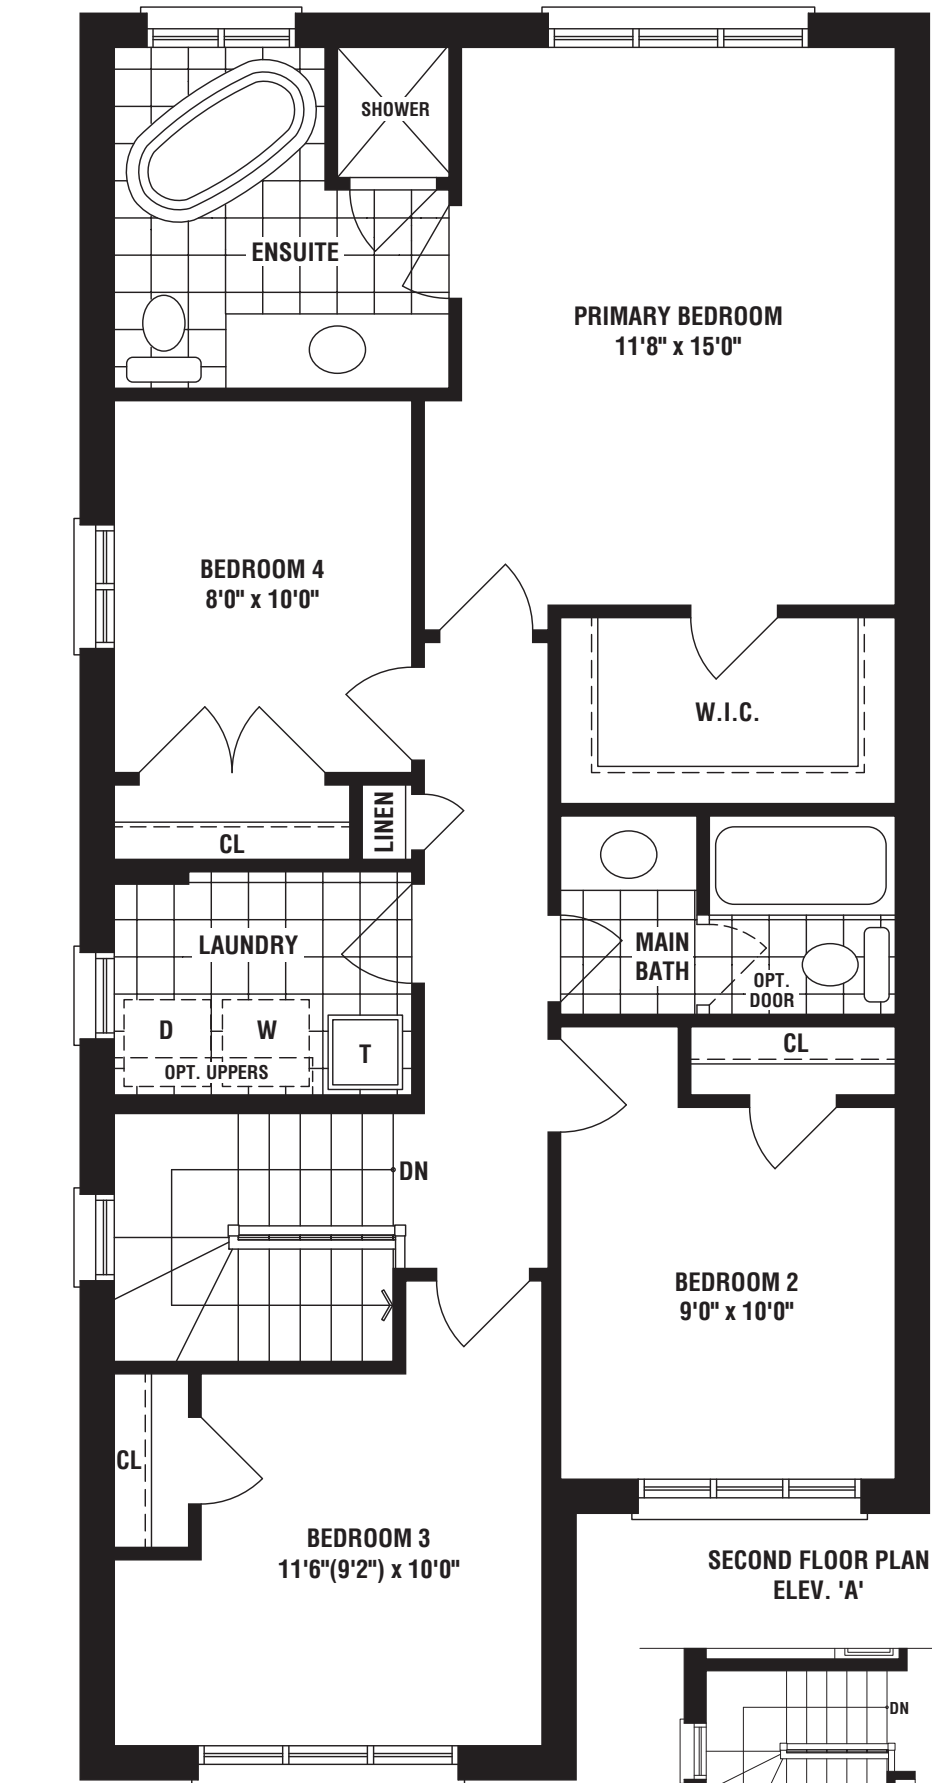 SHOWER
ENSUITE
PRIMARY BEDROOM
11'8" x 15'0"
BEDROOM 4
8'0" x 10'0"
W.I.C.
LINEN
CL
LAUNDRY
MAIN
BATH
OPT.
DOOR
D
W
T
OPT. UPPERS
CL
DN
BEDROOM 2
9'0" x 10'0"
CL
BEDROOM 3
11'6"(9'2") x 10'0"
SECOND FLOOR PLAN
ELEV. 'A'
DN